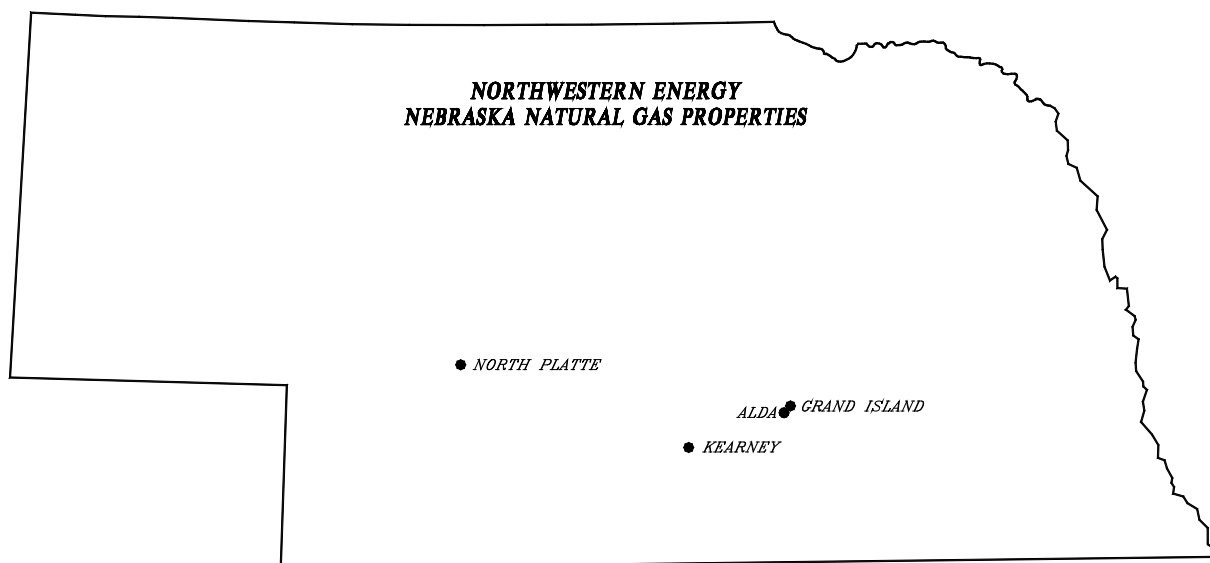 NORTHWESTERN ENERGY
NEBRASKA NATURAL GAS PROPERTIES
NORTH PLATTE
GRAND ISLAND
ALDA
KEARNEY